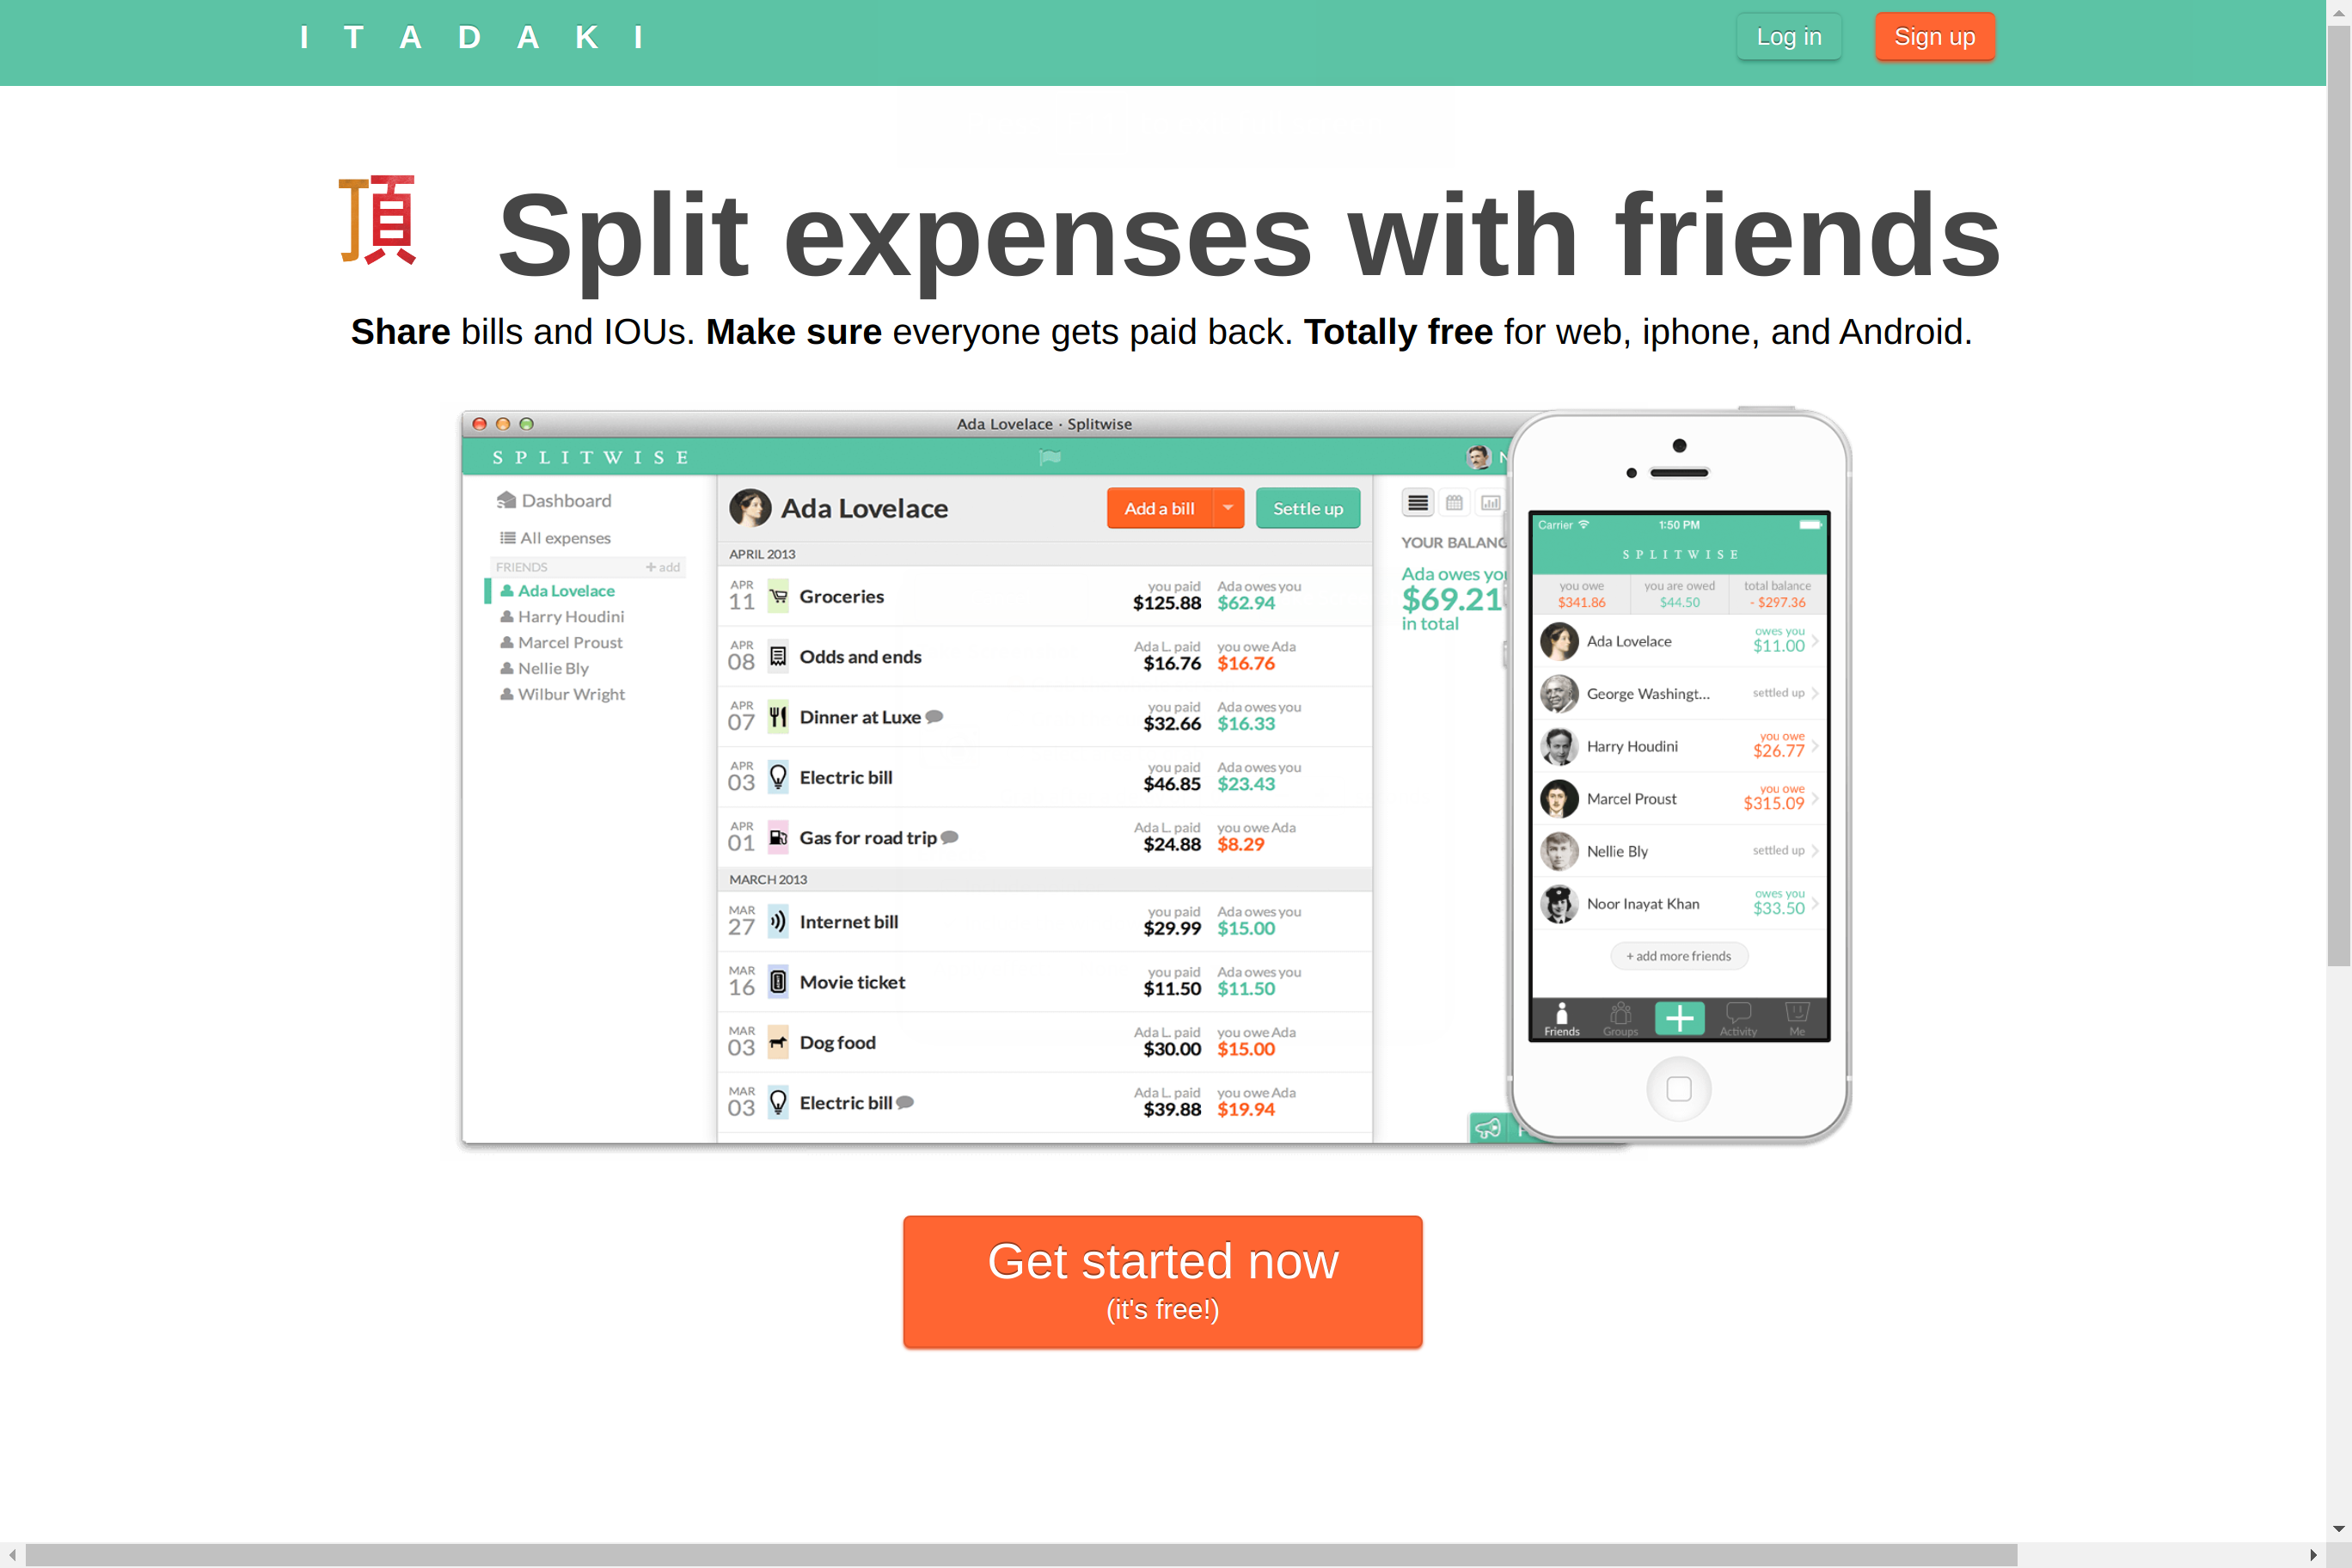 ITADAKI
Log in
Sign up
頂
Split expenses with friends
Share bills and IOUs. Make sure everyone gets paid back. Totally free for web, iphone, and Android.
Ada Lovelace · Splitwise
SPLITWISE
Dashboard
All expenses
FRIENDS
+ add
Ada Lovelace
Harry Houdini
Marcel Proust
Nellie Bly
Wilbur Wright
Ada Lovelace
Add a bill
Settle up
APRIL 2013
APR 11 Groceries you paid $125.88 Ada owes you $62.94
APR 08 Odds and ends Ada L. paid $16.76 you owe Ada $16.76
APR 07 Dinner at Luxe you paid $32.66 Ada owes you $16.33
APR 03 Electric bill you paid $46.85 Ada owes you $23.43
APR 01 Gas for road trip Ada L. paid $24.88 you owe Ada $8.29
MARCH 2013
MAR 27 Internet bill you paid $29.99 Ada owes you $15.00
MAR 16 Movie ticket you paid $11.50 Ada owes you $11.50
MAR 03 Dog food Ada L. paid $30.00 you owe Ada $15.00
MAR 03 Electric bill Ada L. paid $39.88 you owe Ada $19.94
YOUR
Ada owes you
$69.21
in total
Carrier
1:50 PM
SPLITWISE
you owe
$341.86
you are owed
$44.50
total balance
- $297.36
Ada Lovelace owes you $11.00
George Washingt... settled up
Harry Houdini you owe $26.77
Marcel Proust you owe $315.09
Nellie Bly settled up
Noor Inayat Khan owes you $33.50
+ add more friends
Friends
Groups
Activity
Me
Get started now
(it's free!)